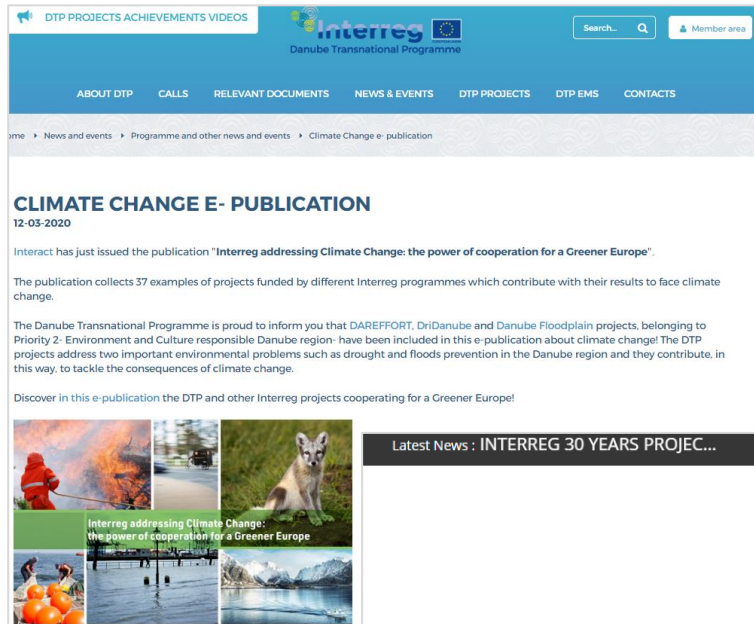 DTP PROJECTS ACHIEVEMENTS VIDEOS
Interreg
Danube Transnational Programme
Search...
Member area
ABOUT DTP CALLS RELEVANT DOCUMENTS NEWS & EVENTS DTP PROJECTS DTP EMS CONTACTS
ome News and events Programme and other news and events Climate Change e- publication
CLIMATE CHANGE E- PUBLICATION
12-03-2020
Interact has just issued the publication "Interreg addressing Climate Change: the power of cooperation for a Greener Europe".
The publication collects 37 examples of projects funded by different Interreg programmes which contribute with their results to face climate
change.
The Danube Transnational Programme is proud to inform you that DAREFFORT, DriDanube and Danube Floodplain projects, belonging to
Priority 2- Environment and Culture responsible Danube region- have been included in this e-publication about climate change! The DTP
projects address two important environmental problems such as drought and floods prevention in the Danube region and they contribute, in
this way, to tackle the consequences of climate change.
Discover in this e-publication the DTP and other Interreg projects cooperating for a Greener Europe!
Interreg addressing Climate Change:
the power of cooperation for a Greener Europe
Latest News : INTERREG 30 YEARS PROJEC...